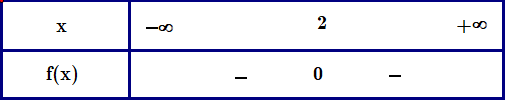 x −∞ 2 +∞
f(x) − 0 −